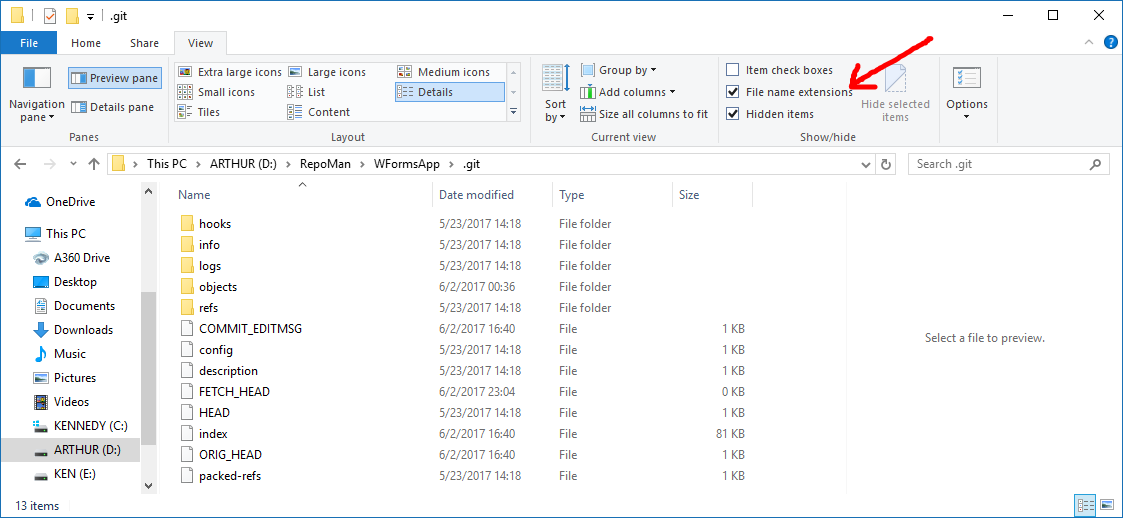 .git
File Home Share View
Navigation pane
Preview pane
Details pane
Panes
Extra large icons Large icons Medium icons
Small icons List Details
Tiles Content
Layout
Sort by
Group by
Add columns
Size all columns to fit
Current view
Item check boxes
File name extensions
Hidden items
Hide selected items
Show/hide
Options
This PC ARTHUR (D:) RepoMan WFormsApp .git
Search .git
OneDrive
This PC
A360 Drive
Desktop
Documents
Downloads
Music
Pictures
Videos
KENNEDY (C:)
ARTHUR (D:)
KEN (E:)
Name Date modified Type Size
hooks 5/23/2017 14:18 File folder
info 5/23/2017 14:18 File folder
logs 5/23/2017 14:18 File folder
objects 6/2/2017 00:36 File folder
refs 5/23/2017 14:18 File folder
COMMIT_EDITMSG 6/2/2017 16:40 File 1 KB
config 5/23/2017 14:18 File 1 KB
description 5/23/2017 14:18 File 1 KB
FETCH_HEAD 6/2/2017 23:04 File 0 KB
HEAD 5/23/2017 14:18 File 1 KB
index 6/2/2017 16:40 File 81 KB
ORIG_HEAD 6/2/2017 16:40 File 1 KB
packed-refs 5/23/2017 14:18 File 1 KB
Select a file to preview.
13 items